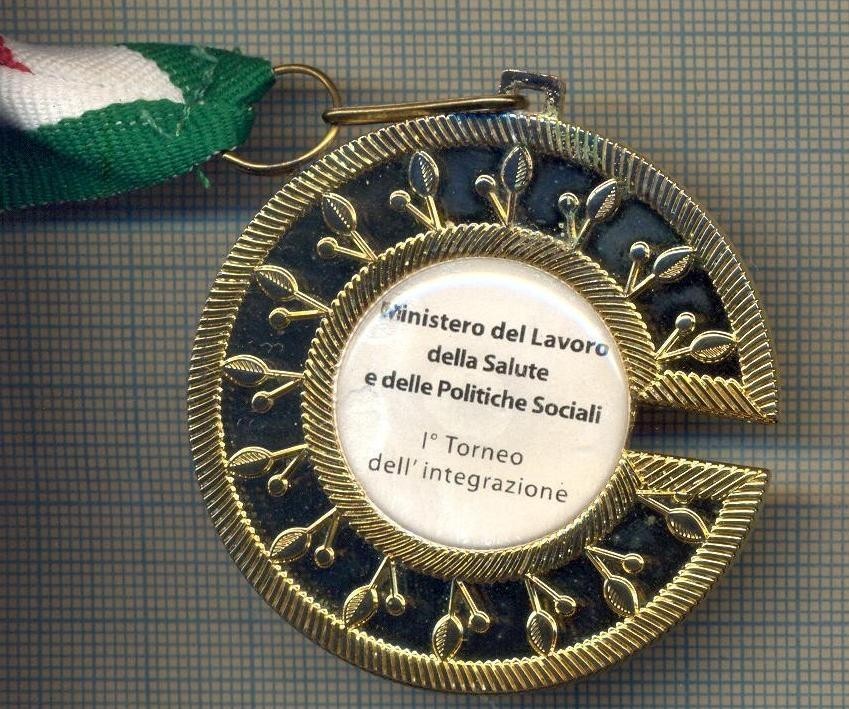 Ministero del Lavoro
della Salute
e delle Politiche Sociali
I° Torneo
dell' integrazione